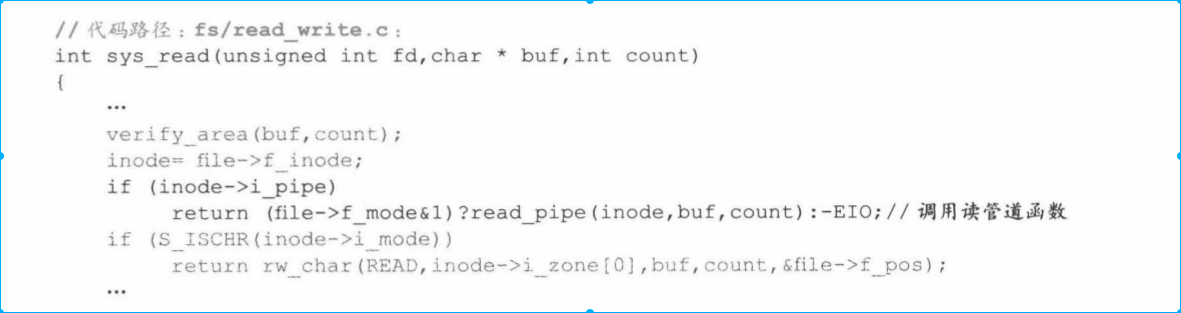 //代码路径:fs/read_write.c:
int sys_read(unsigned int fd,char * buf,int count)
{
…
verify_area(buf,count);
inode= file->f_inode;
if (inode->i_pipe)
return (file->f_mode&1)?read_pipe(inode,buf,count):-EIO;//调用读管道函数
if (S_ISCHR(inode->i_mode))
return rw_char(READ,inode->i_zone[0],buf,count,&file->f_pos);
…